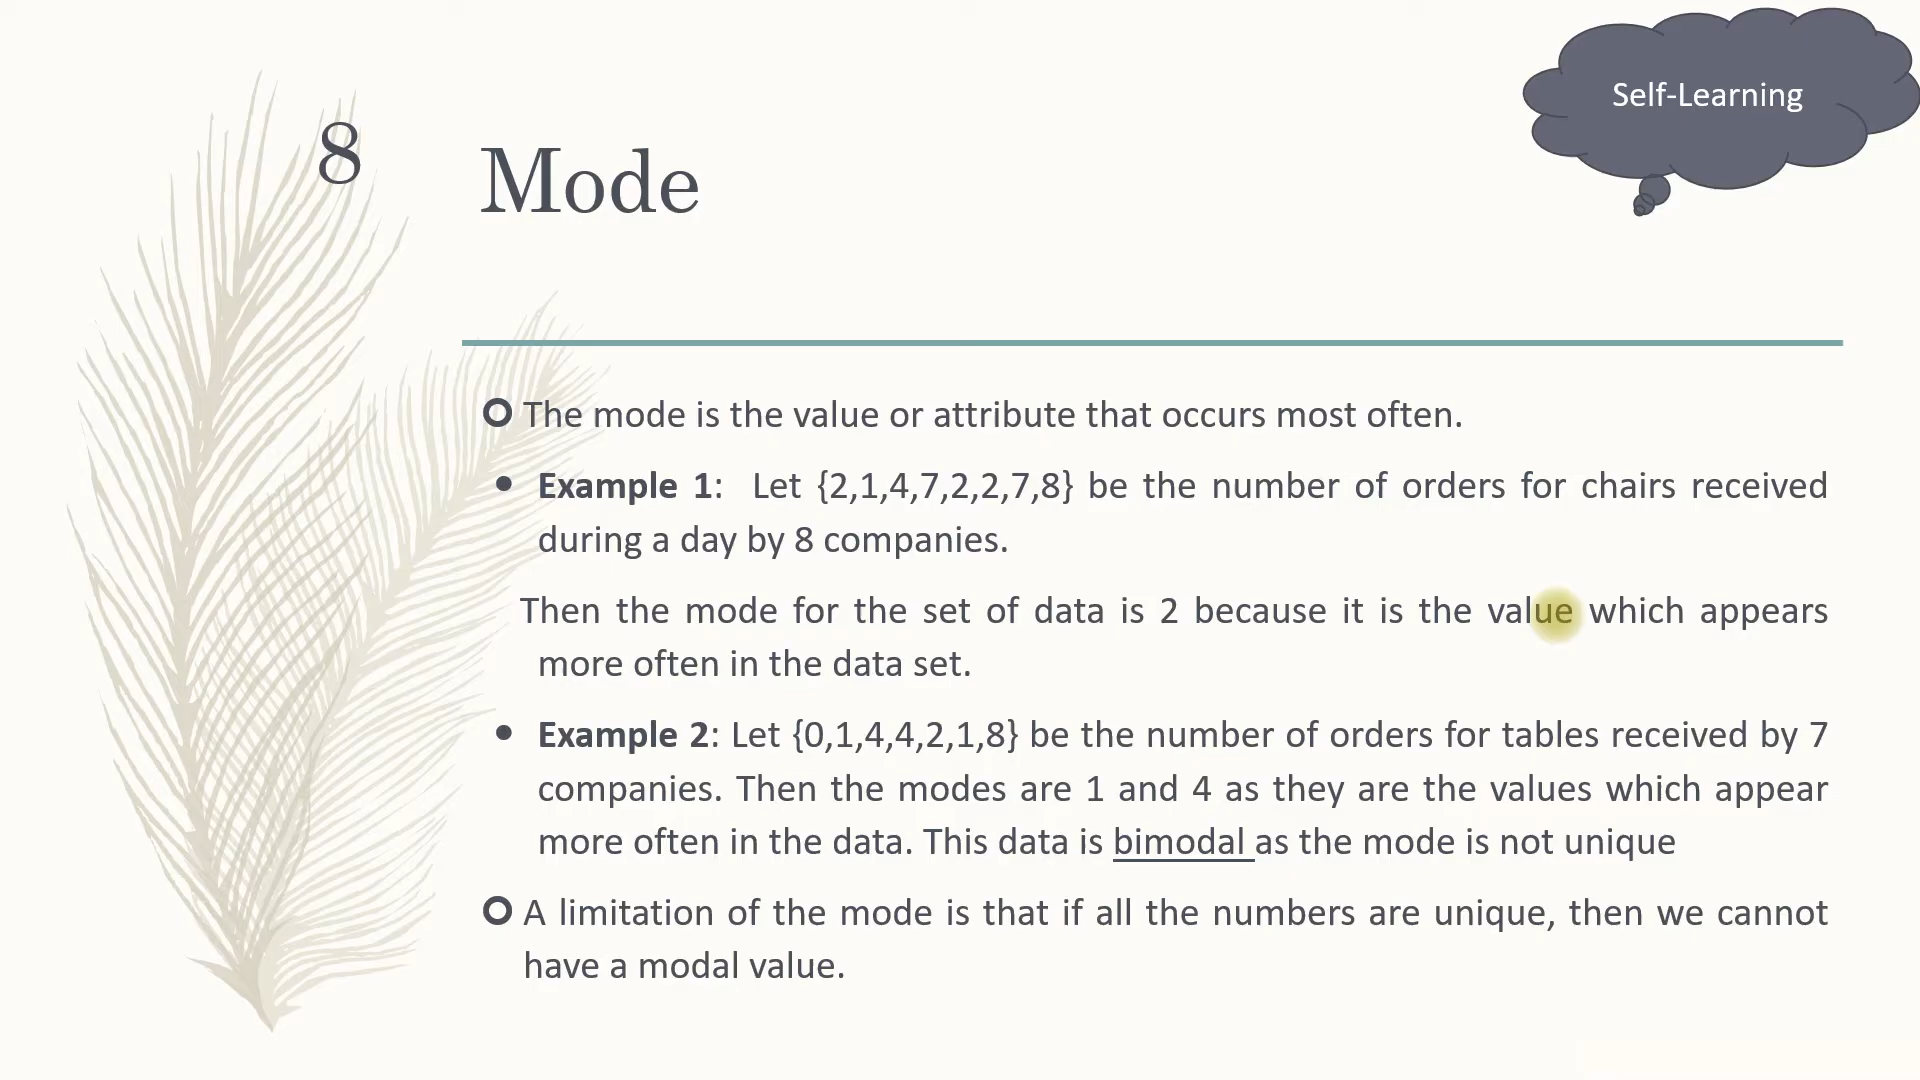 Self-Learning
8
Mode
The mode is the value or attribute that occurs most often.
Example 1: Let {2,1,4,7,2,2,7,8} be the number of orders for chairs received
during a day by 8 companies.
Then the mode for the set of data is 2 because it is the value which appears
more often in the data set.
Example 2: Let {0,1,4,4,2,1,8} be the number of orders for tables received by 7
companies. Then the modes are 1 and 4 as they are the values which appear
more often in the data. This data is bimodal as the mode is not unique
A limitation of the mode is that if all the numbers are unique, then we cannot
have a modal value.